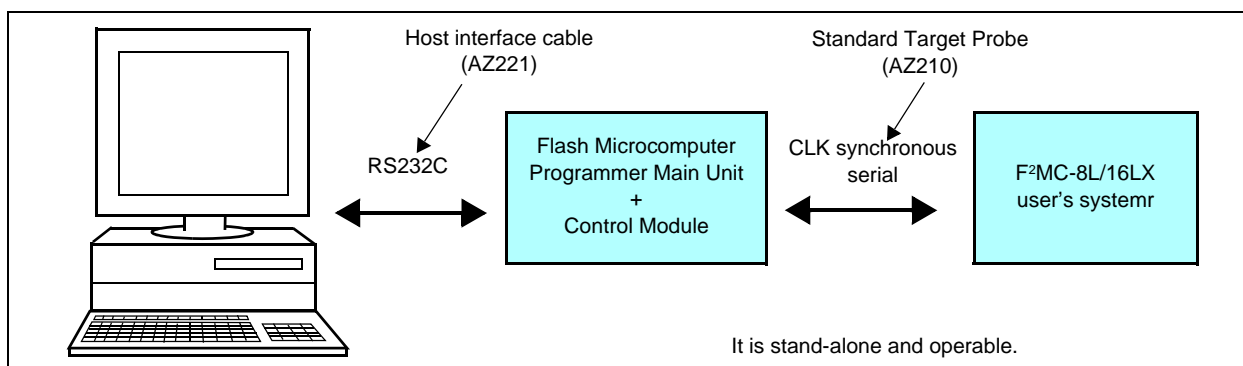 Host interface cable
(AZ221)
Standard Target Probe
(AZ210)
RS232C
Flash Microcomputer
Programmer Main Unit
+
Control Module
CLK synchronous
serial
F²MC-8L/16LX
user's systemr
It is stand-alone and operable.